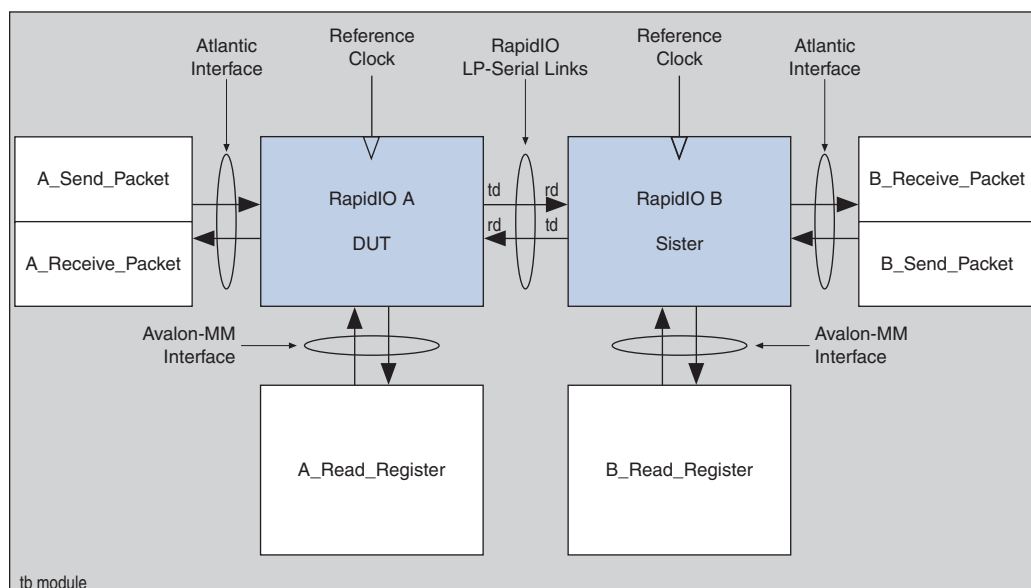 Atlantic
Interface
Reference
Clock
RapidIO
LP-Serial Links
Reference
Clock
Atlantic
Interface
A_Send_Packet
A_Receive_Packet
RapidIO A
DUT
td
rd
rd
td
RapidIO B
Sister
B_Receive_Packet
B_Send_Packet
Avalon-MM
Interface
Avalon-MM
Interface
A_Read_Register
B_Read_Register
tb module